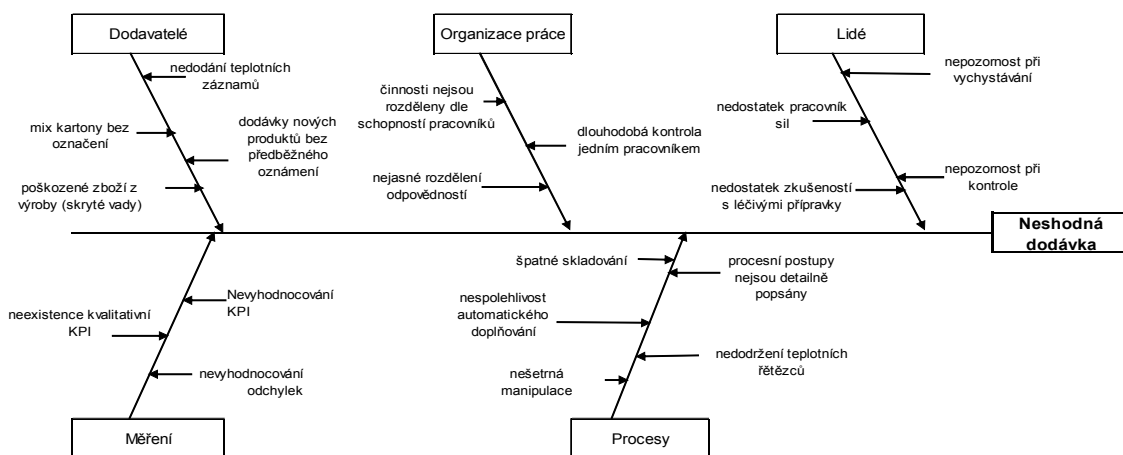 Dodavatelé
Organizace práce
Lidé
nedodání teplotních
záznamů
mix kartony bez
označení
dodávky nových
produktů bez
předběžného
oznámení
poškozené zboží z
výroby (skryté vady)
činnosti nejsou
rozděleny dle
schopností pracovníků
dlouhodobá kontrola
jedním pracovníkem
nejasné rozdělení
odpovědností
nepozornost při
vychystávání
nedostatek pracovník
sil
nepozornost při
kontrole
nedostatek zkušeností
s léčivými přípravky
Neshodná
dodávka
Nevyhodnocování
KPI
neexistence kvalitativní
KPI
nevyhodnocování
odchylek
špatné skladování
procesní postupy
nejsou detailně
popsány
nespolehlivost
automatického
doplňování
nedodržení teplotních
řětězců
nešetrná
manipulace
Měření
Procesy